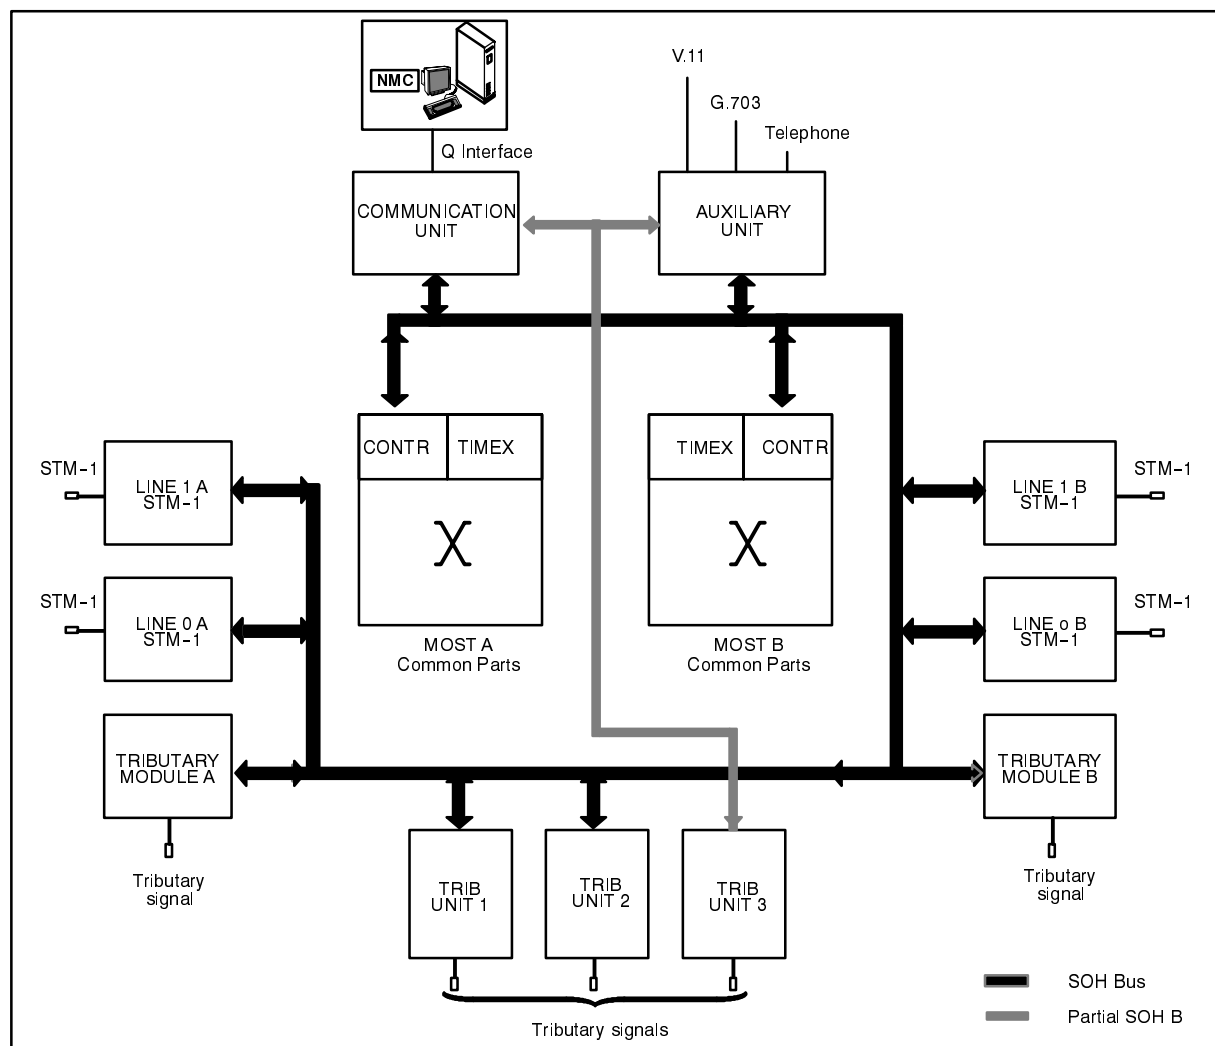 V.11
G.703
Telephone
NMC
Q Interface
COMMUNICATION
UNIT
AUXILIARY
UNIT
CONTR
TIMEX
TIMEX
CONTR
STM-1
LINE 1 A
STM-1
LINE 1 B
STM-1
STM-1
STM-1
LINE 0 A
STM-1
LINE o B
STM-1
STM-1
MOST A
Common Parts
MOST B
Common Parts
TRIBUTARY
MODULE A
TRIBUTARY
MODULE B
Tributary
signal
TRIB
UNIT 1
TRIB
UNIT 2
TRIB
UNIT 3
Tributary
signal
Tributary signals
SOH Bus
Partial SOH B